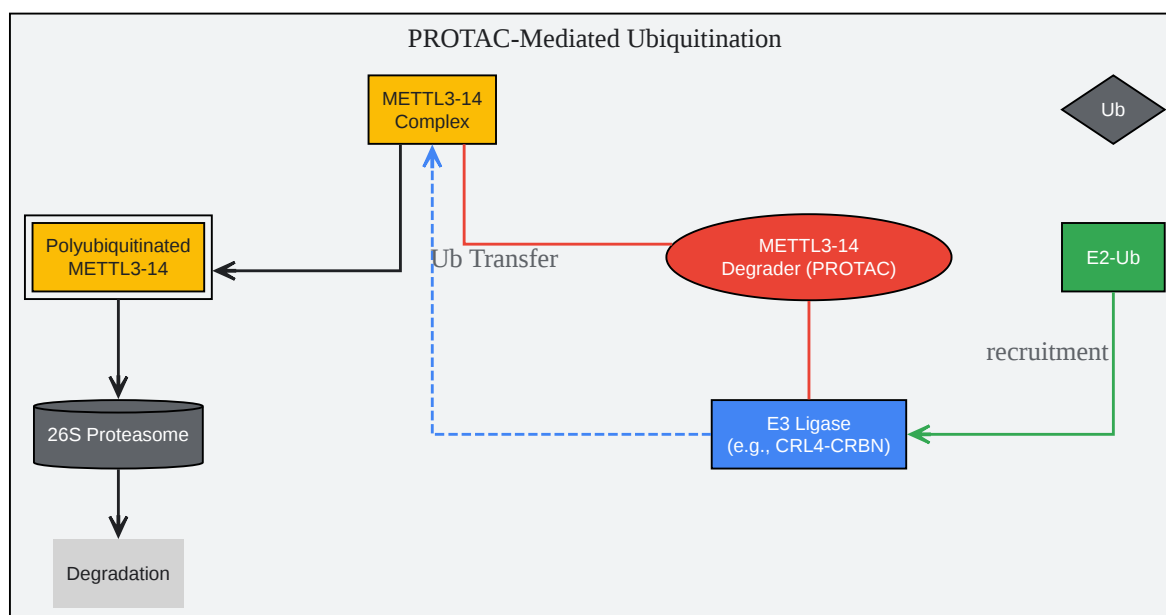 PROTAC-Mediated Ubiquitination
METTL3-14
Complex
Ub
Polyubiquitinated
METTL3-14
Ub Transfer
METTL3-14
Degrader (PROTAC)
E2-Ub
recruitment
26S Proteasome
E3 Ligase
(e.g., CRL4-CRBN)
Degradation